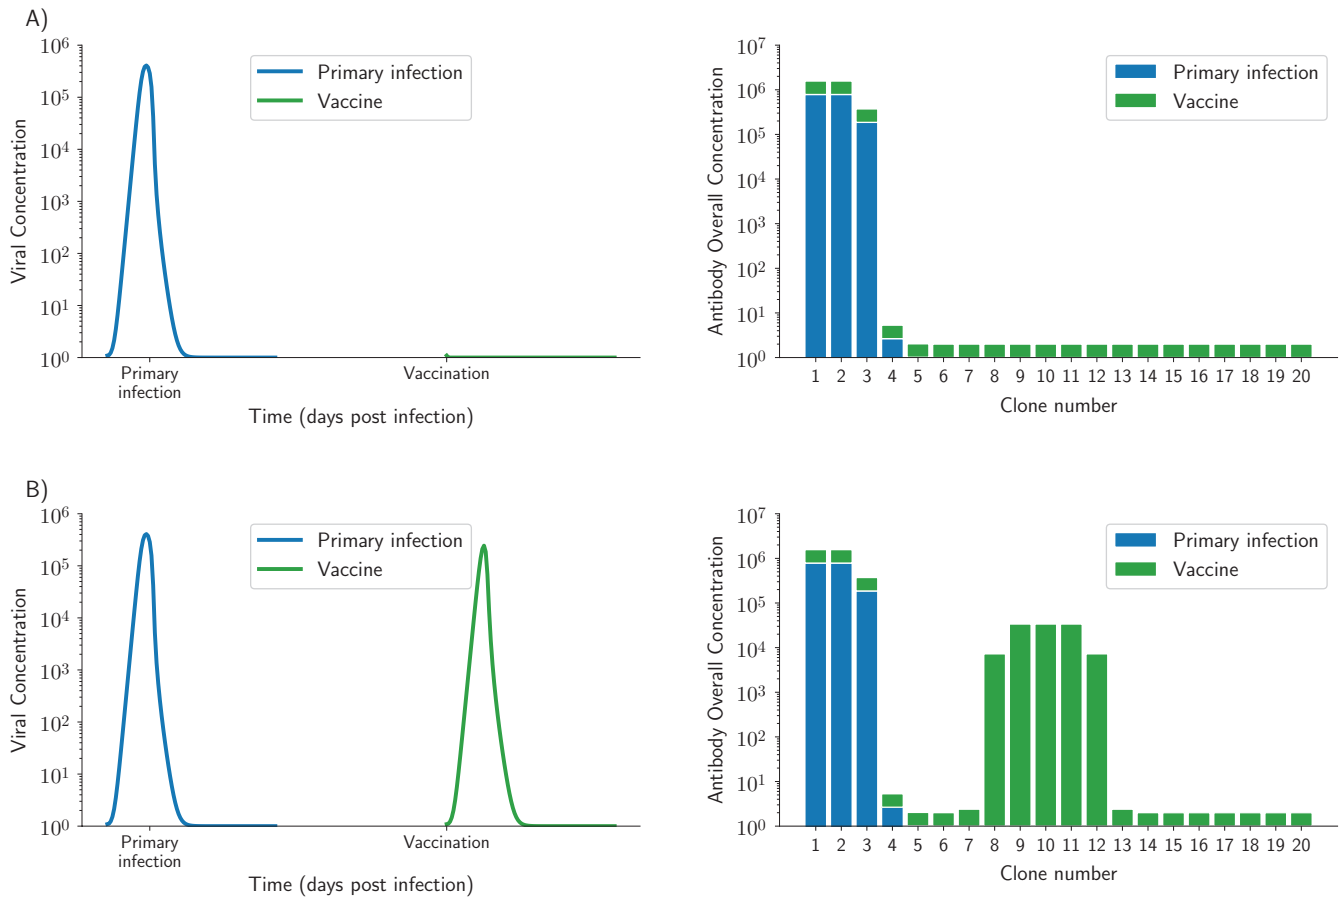 A)
Viral Concentration
10^6
10^5
10^4
10^3
10^2
10^1
10^0
Primary infection
Vaccine
Primary
infection
Vaccination
Time (days post infection)
Antibody Overall Concentration
10^7
10^6
10^5
10^4
10^3
10^2
10^1
10^0
Primary infection
Vaccine
1 2 3 4 5 6 7 8 9 10 11 12 13 14 15 16 17 18 19 20
Clone number
B)
Viral Concentration
10^6
10^5
10^4
10^3
10^2
10^1
10^0
Primary infection
Vaccine
Primary
infection
Vaccination
Time (days post infection)
Antibody Overall Concentration
10^7
10^6
10^5
10^4
10^3
10^2
10^1
10^0
Primary infection
Vaccine
1 2 3 4 5 6 7 8 9 10 11 12 13 14 15 16 17 18 19 20
Clone number